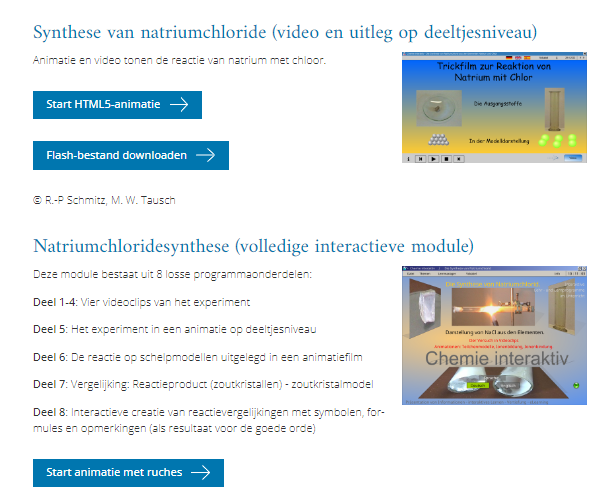 Synthese van natriumchloride (video en uitleg op deeltjesniveau)
Animatie en video tonen de reactie van natrium met chloor.
Start HTML5-animatie
Flash-bestand downloaden
© R.-P Schmitz, M. W. Tausch
Trickfilm zur Reaktion von
Natrium mit Chlor
Die Ausgangsstoffe
In der Modelldarstellung
Natriumchloridesynthese (volledige interactieve module)
Deze module bestaat uit 8 losse programmaonderdelen:
Deel 1-4: Vier videoclips van het experiment
Deel 5: Het experiment in een animatie op deeltjesniveau
Deel 6: De reactie op schelpmodellen uitgelegd in een animatiefilm
Deel 7: Vergelijking: Reactieproduct (zoutkristallen) - zoutkristalmodel
Deel 8: Interactieve creatie van reactievergelijkingen met symbolen, for-
mules en opmerkingen (als resultaat voor de goede orde)
Start animatie met ruches
Darstellung von NaCl aus den Elementen.
Chemie interaktiv